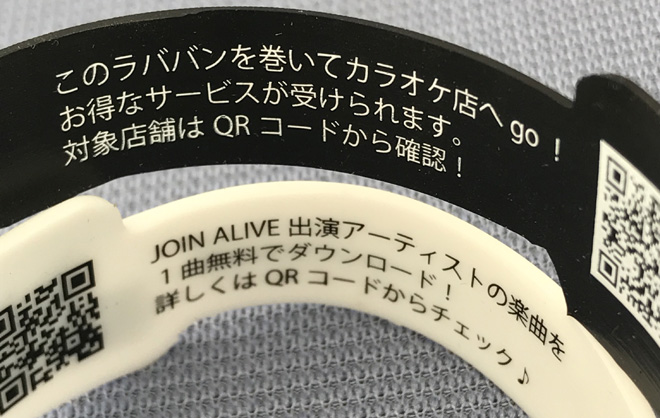 このラババンを巻いてカラオケ店へ go！
お得なサービスが受けられます。
対象店舗は QR コードから確認！
JOIN ALIVE 出演アーティストの楽曲を
1 曲無料でダウンロード！
詳しくは QR コードからチェック♪